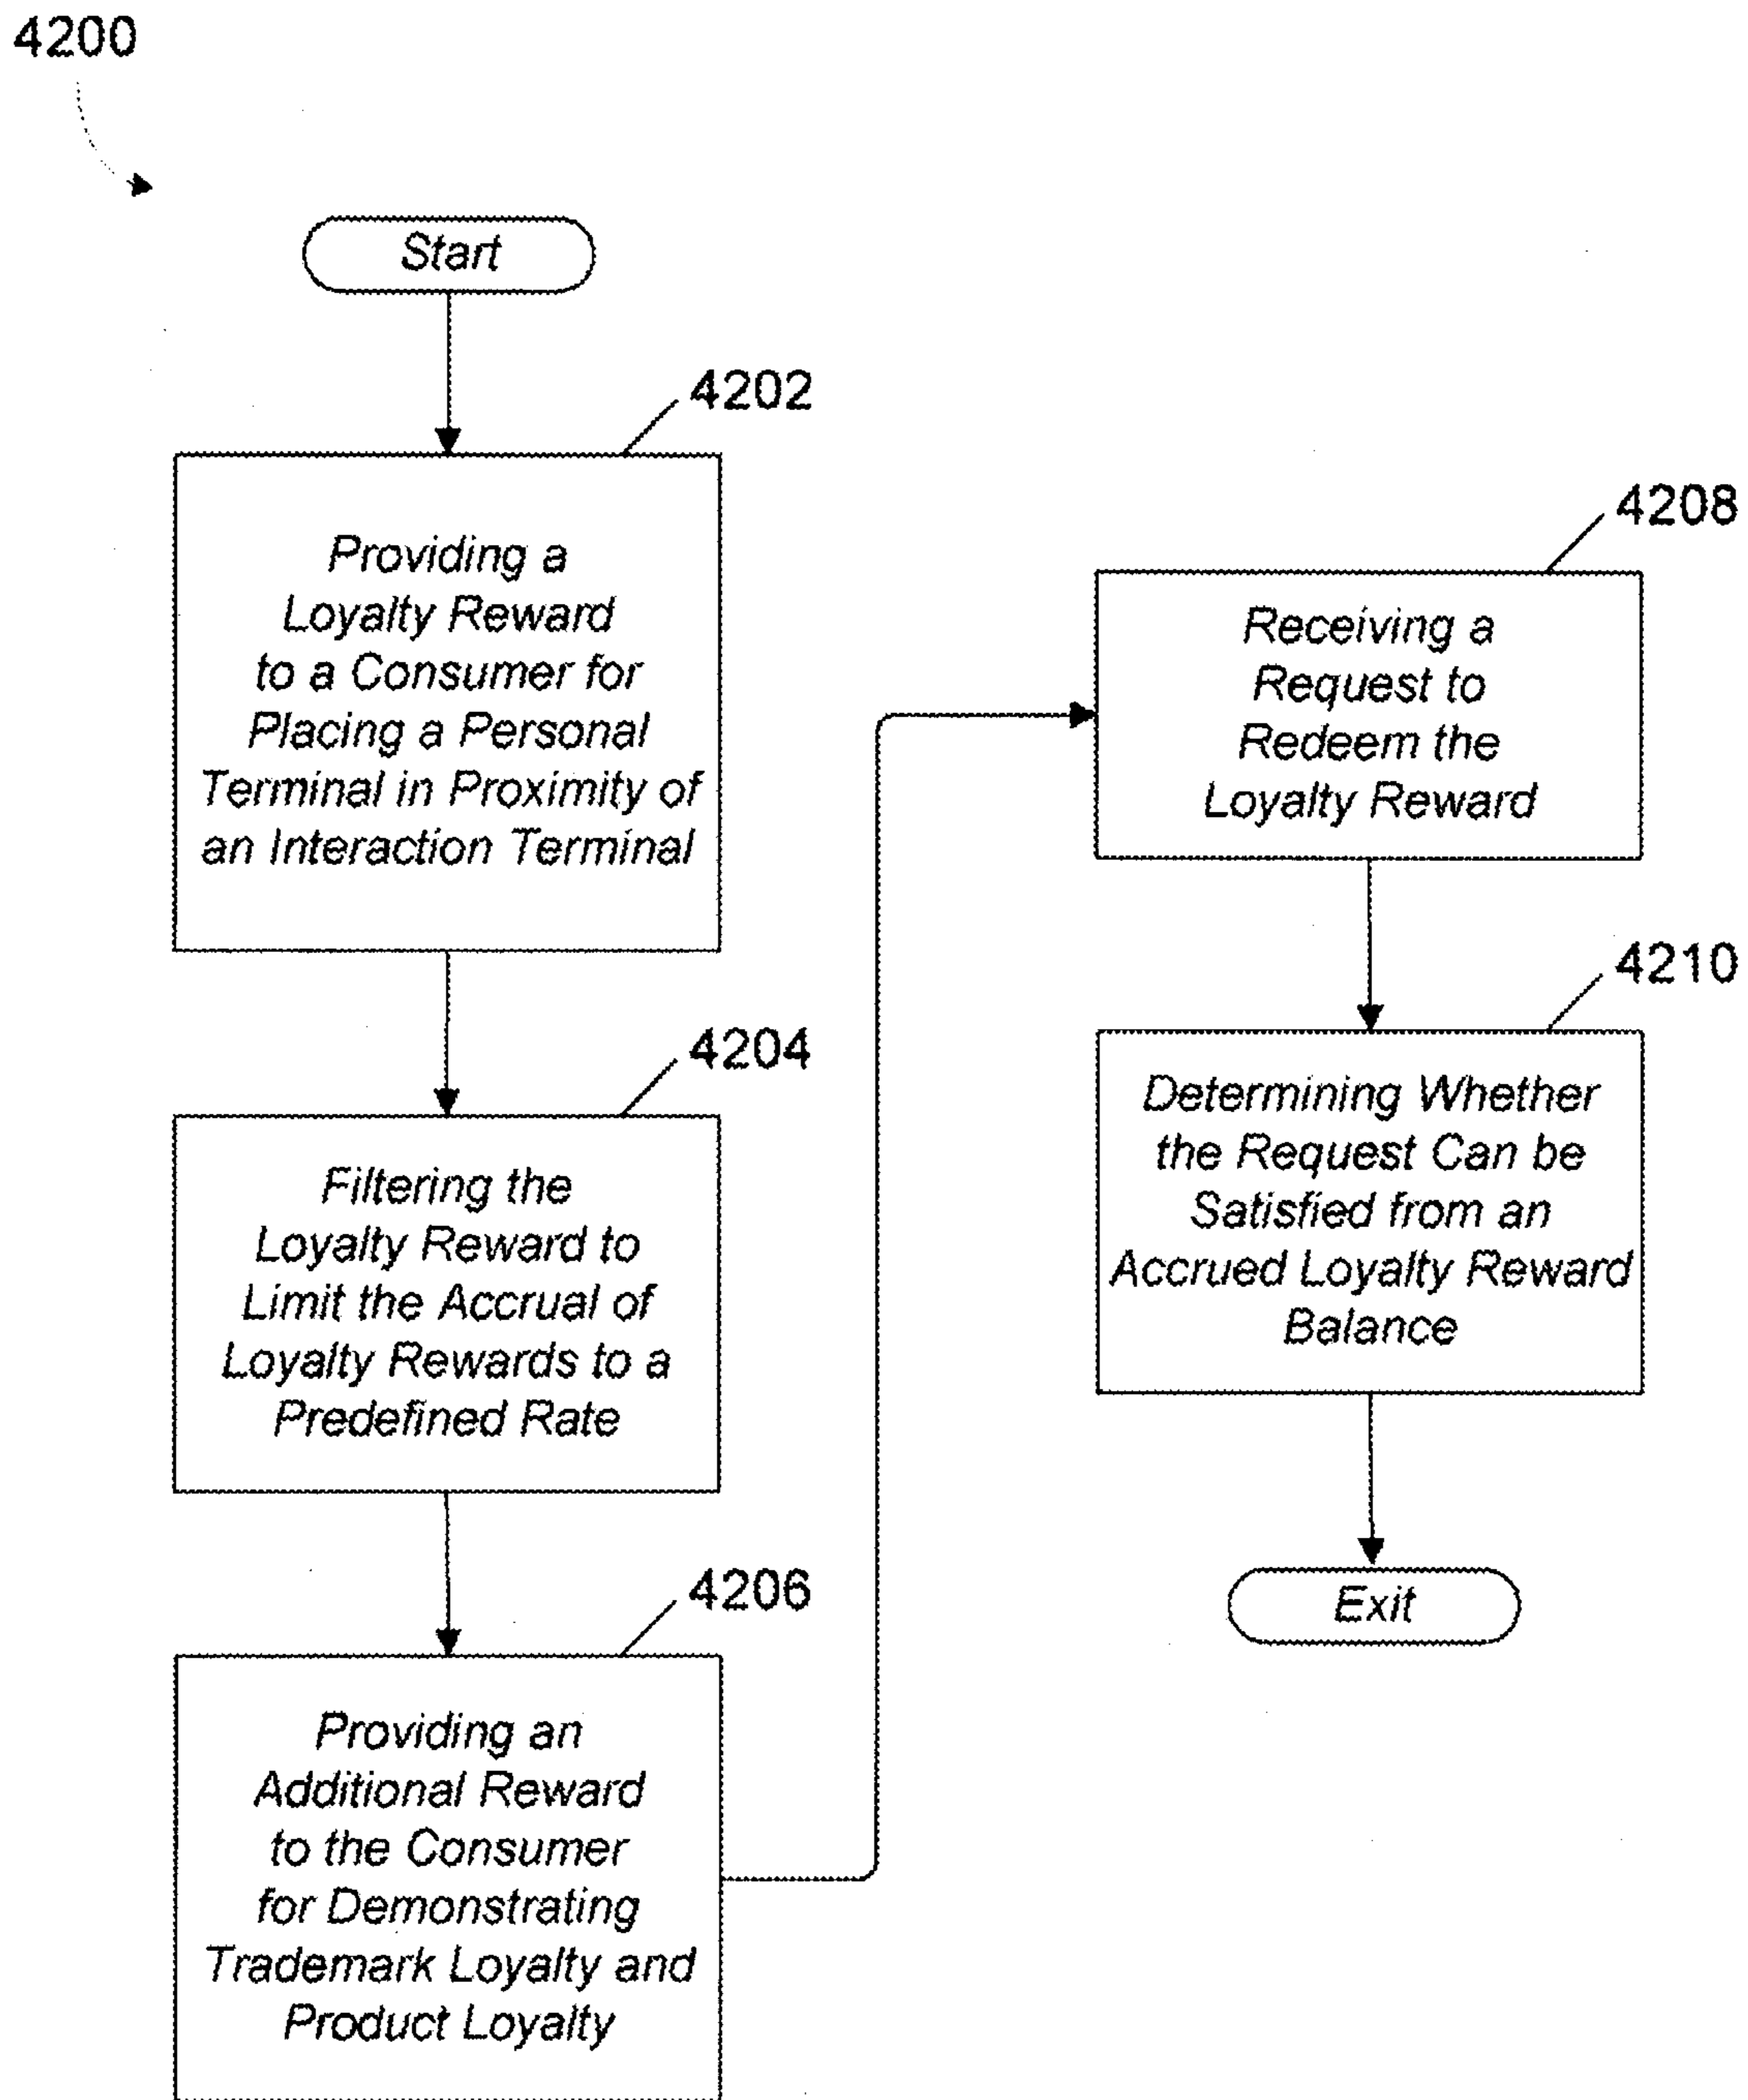 4200
Start
4202
Providing a
Loyalty Reward
to a Consumer for
Placing a Personal
Terminal in Proximity of
an Interaction Terminal
4204
Filtering the
Loyalty Reward to
Limit the Accrual of
Loyalty Rewards to a
Predefined Rate
4206
Providing an
Additional Reward
to the Consumer
for Demonstrating
Trademark Loyalty and
Product Loyalty
4208
Receiving a
Request to
Redeem the
Loyalty Reward
4210
Determining Whether
the Request Can be
Satisfied from an
Accrued Loyalty Reward
Balance
Exit